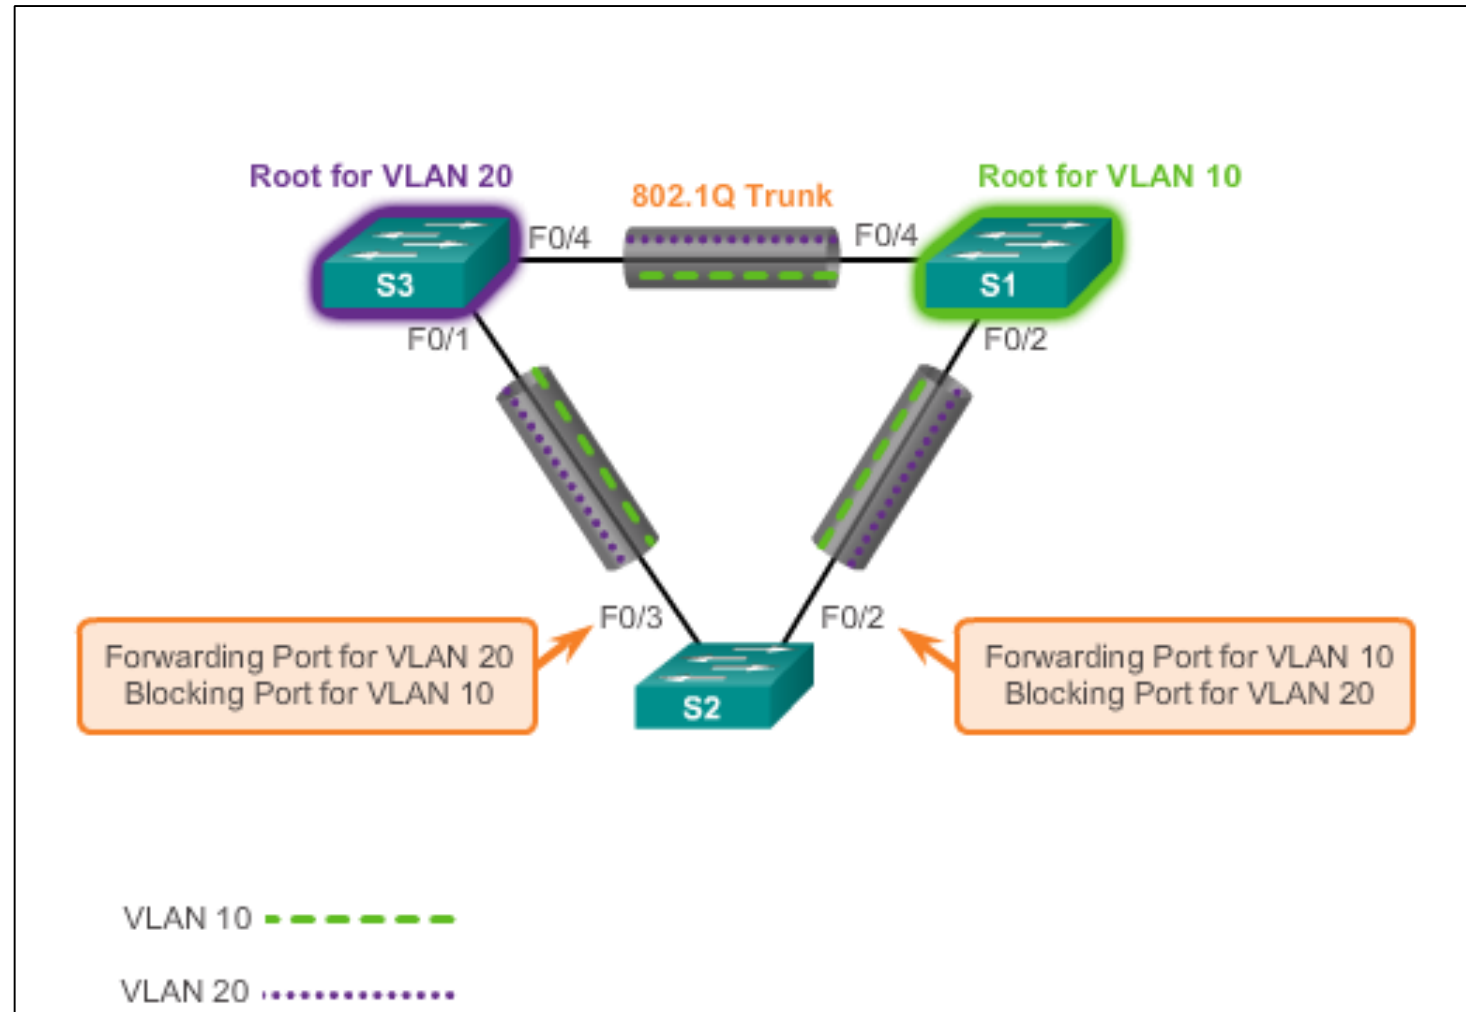 Root for VLAN 20
802.1Q Trunk
Root for VLAN 10
F0/4
F0/4
S3
S1
F0/1
F0/2
F0/3
F0/2
Forwarding Port for VLAN 20
Blocking Port for VLAN 10
Forwarding Port for VLAN 10
Blocking Port for VLAN 20
S2
VLAN 10
VLAN 20